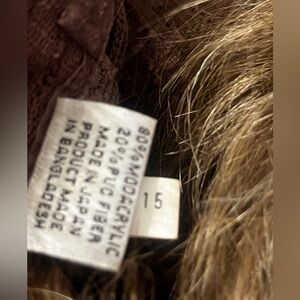 80% MODACRYLIC
20% PVC FIBER
MADE IN JAPAN
PRODUCT MADE
IN BANGLADESH
15